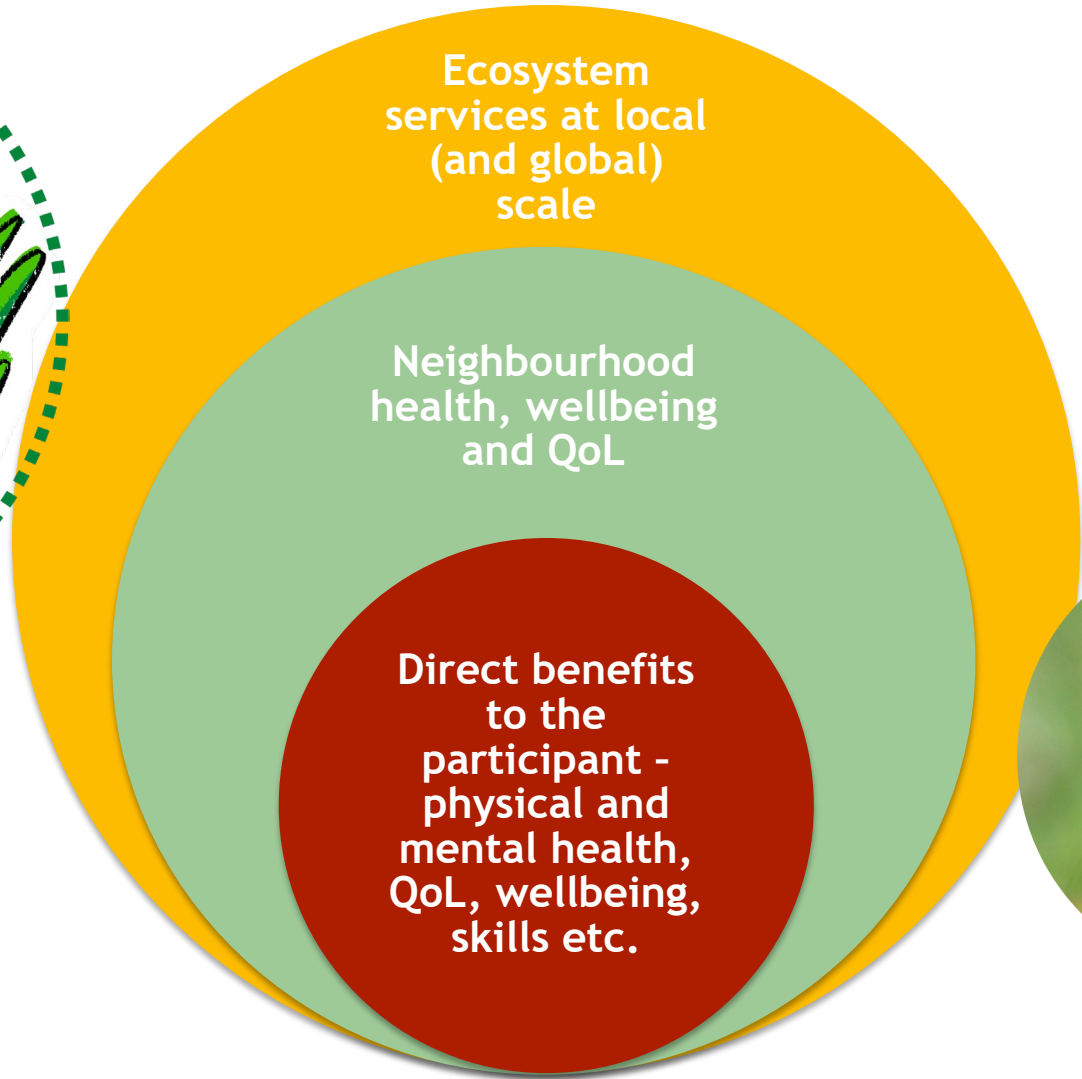 Ecosystem
services at local
(and global)
scale
Neighbourhood
health, wellbeing
and QoL
Direct benefits
to the
participant –
physical and
mental health,
QoL, wellbeing,
skills etc.